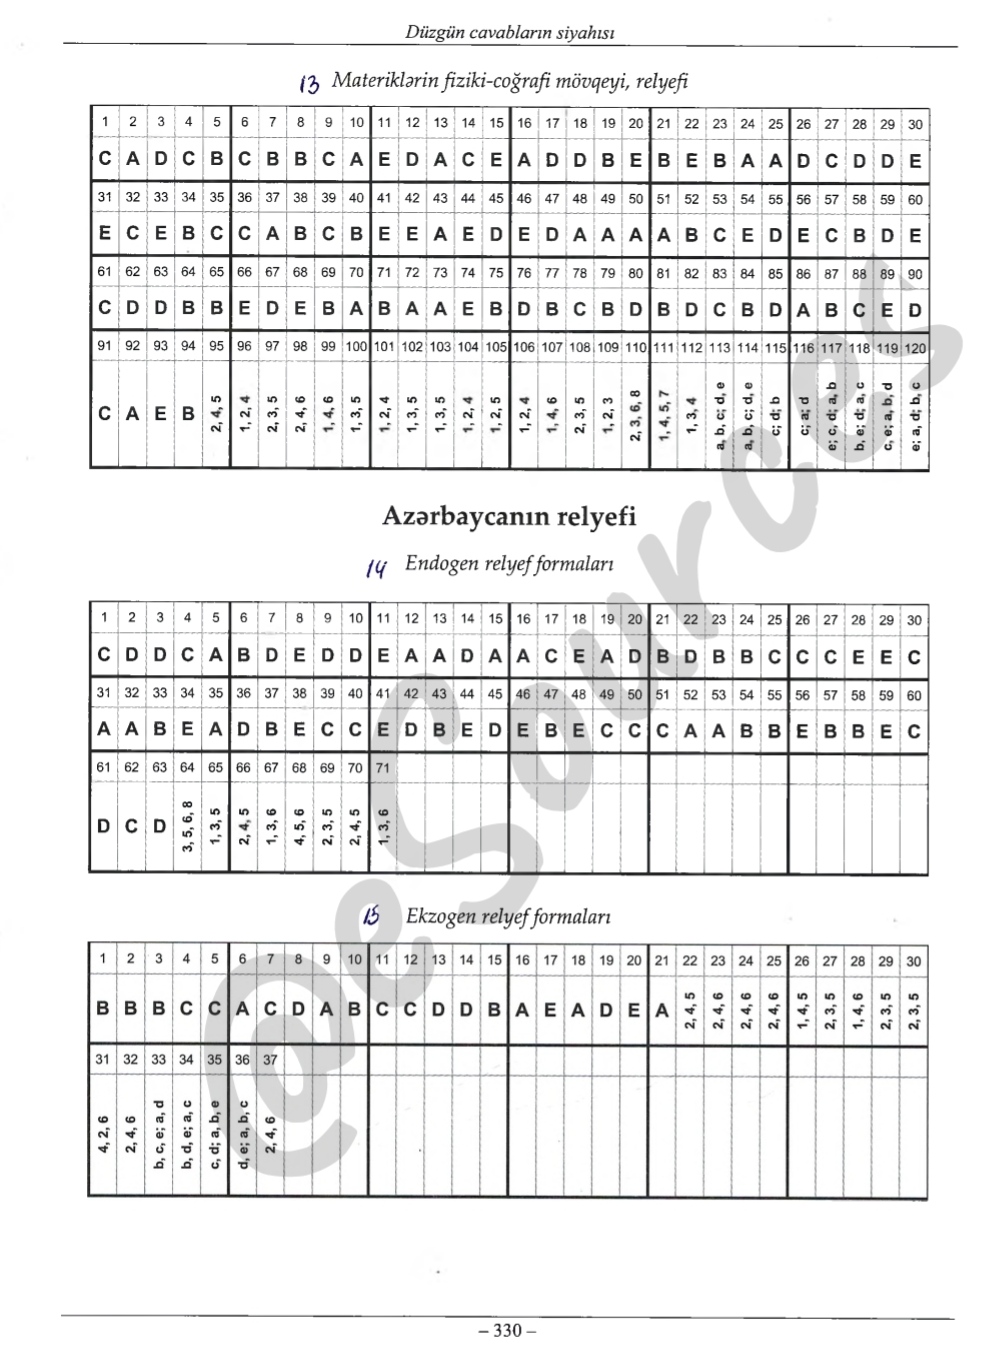 Düzgün cavabların siyahısı
13 Materiklərin fiziki-coğrafi mövqeyi, relyefi
1 2 3 4 5 6 7 8 9 10 11 12 13 14 15 16 17 18 19 20 21 22 23 24 25 26 27 28 29 30
C A D C B C B B C A E D A C E A D D B E B E B A A D C D D E
31 32 33 34 35 36 37 38 39 40 41 42 43 44 45 46 47 48 49 50 51 52 53 54 55 56 57 58 59 60
E C E B C C A B C B E E A E D E D A A A A B C E D E C B D E
61 62 63 64 65 66 67 68 69 70 71 72 73 74 75 76 77 78 79 80 81 82 83 84 85 86 87 88 89 90
C D D B B E D E B A B A A E B D B C B D B D C B D A B C E D
91 92 93 94 95 96 97 98 99 100 101 102 103 104 105 106 107 108 109 110 111 112 113 114 115 116 117 118 119 120
C A E B 2, 4, 5 1, 2, 4 2, 3, 5 2, 4, 6 1, 4, 6 1, 3, 5 1, 2, 4 1, 3, 5 1, 3, 5 1, 2, 4 1, 2, 5 1, 2, 4 1, 4, 6 2, 3, 5 1, 2, 3 2, 3, 6, 8 1, 4, 5, 7 1, 3, 4 a, b, c; d, e a, b, c; d, e c; d; b c; a; d e; c, d; a, b b, e; d; a, c c, e; a, b, d e; a, d; b, c
Azərbaycanın relyefi
14 Endogen relyef formaları
1 2 3 4 5 6 7 8 9 10 11 12 13 14 15 16 17 18 19 20 21 22 23 24 25 26 27 28 29 30
C D D C A B D E D D E A A D A A C E A D B D B B C C C E E C
31 32 33 34 35 36 37 38 39 40 41 42 43 44 45 46 47 48 49 50 51 52 53 54 55 56 57 58 59 60
A A B E A D B E C C E D B E D E B E C C C A A B B E B B E C
61 62 63 64 65 66 67 68 69 70 71
D C D 3, 5, 6, 8 1, 3, 5 2, 4, 5 1, 3, 6 4, 5, 6 2, 3, 5 2, 4, 5 1, 3, 6
15 Ekzogen relyef formaları
1 2 3 4 5 6 7 8 9 10 11 12 13 14 15 16 17 18 19 20 21 22 23 24 25 26 27 28 29 30
B B B C C A C D A B C C D D B A E A D E A 2, 4, 5 2, 4, 6 2, 4, 6 2, 4, 6 1, 4, 5 2, 3, 5 1, 4, 6 2, 3, 5 2, 3, 5
31 32 33 34 35 36 37
4, 2, 6 2, 4, 6 b, c, e; a, d b, d, e; a, c c, d; a, b, e d, e; a, b, c 2, 4, 6
@eSources
– 330 –